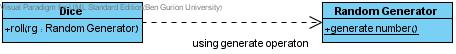 Visual Paradigm for UML Standard Edition(Ben Gurion University)
Dice
+roll(rg : Random Generator)
Random Generator
+generate number()
using generate operaton